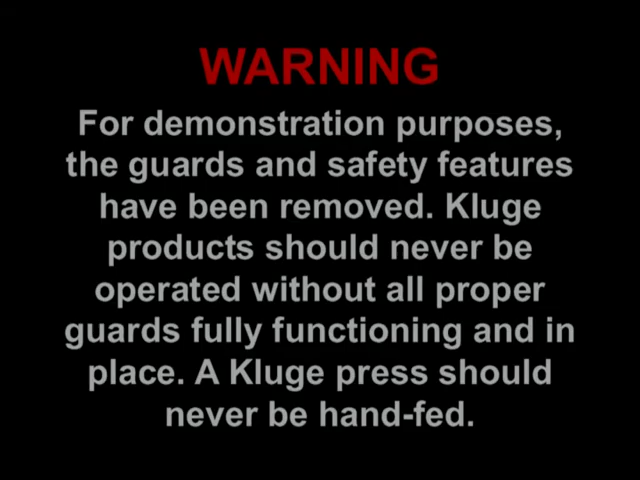 WARNING
For demonstration purposes,
the guards and safety features
have been removed. Kluge
products should never be
operated without all proper
guards fully functioning and in
place. A Kluge press should
never be hand-fed.